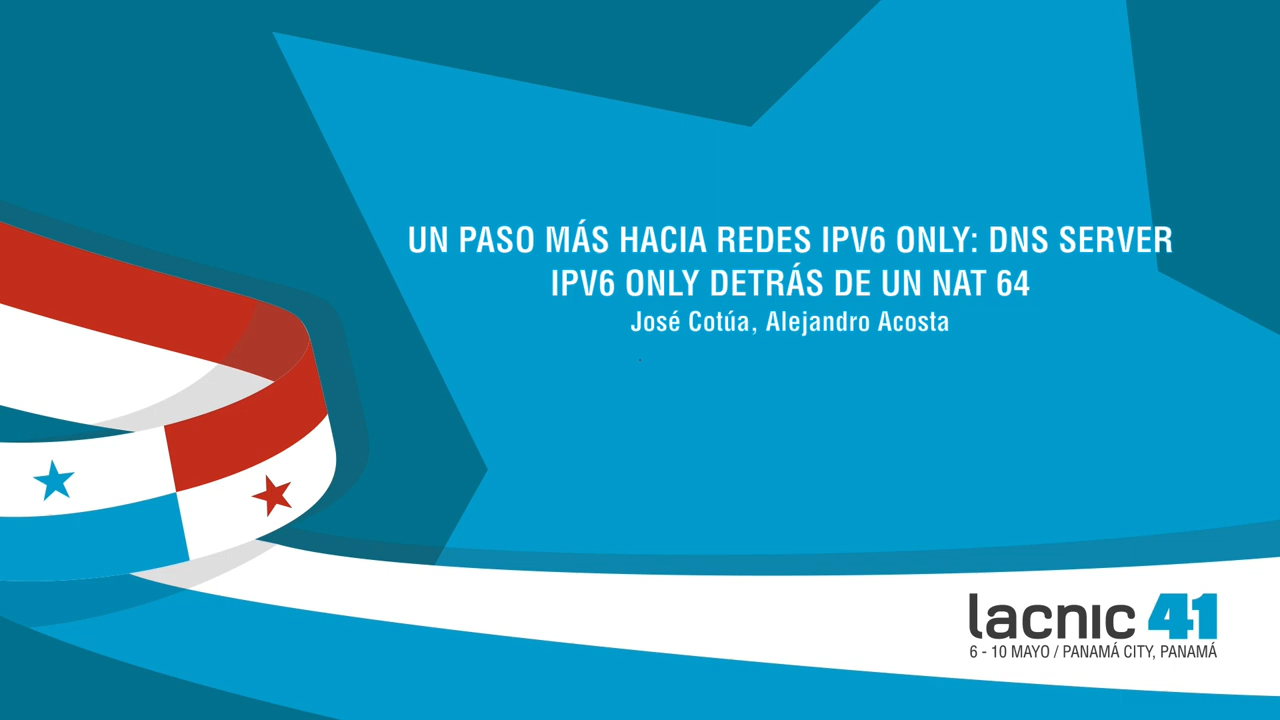 UN PASO MÁS HACIA REDES IPV6 ONLY: DNS SERVER
IPV6 ONLY DETRÁS DE UN NAT 64
José Cotúa, Alejandro Acosta
lacnic 41
6 - 10 MAYO / PANAMÁ CITY, PANAMÁ